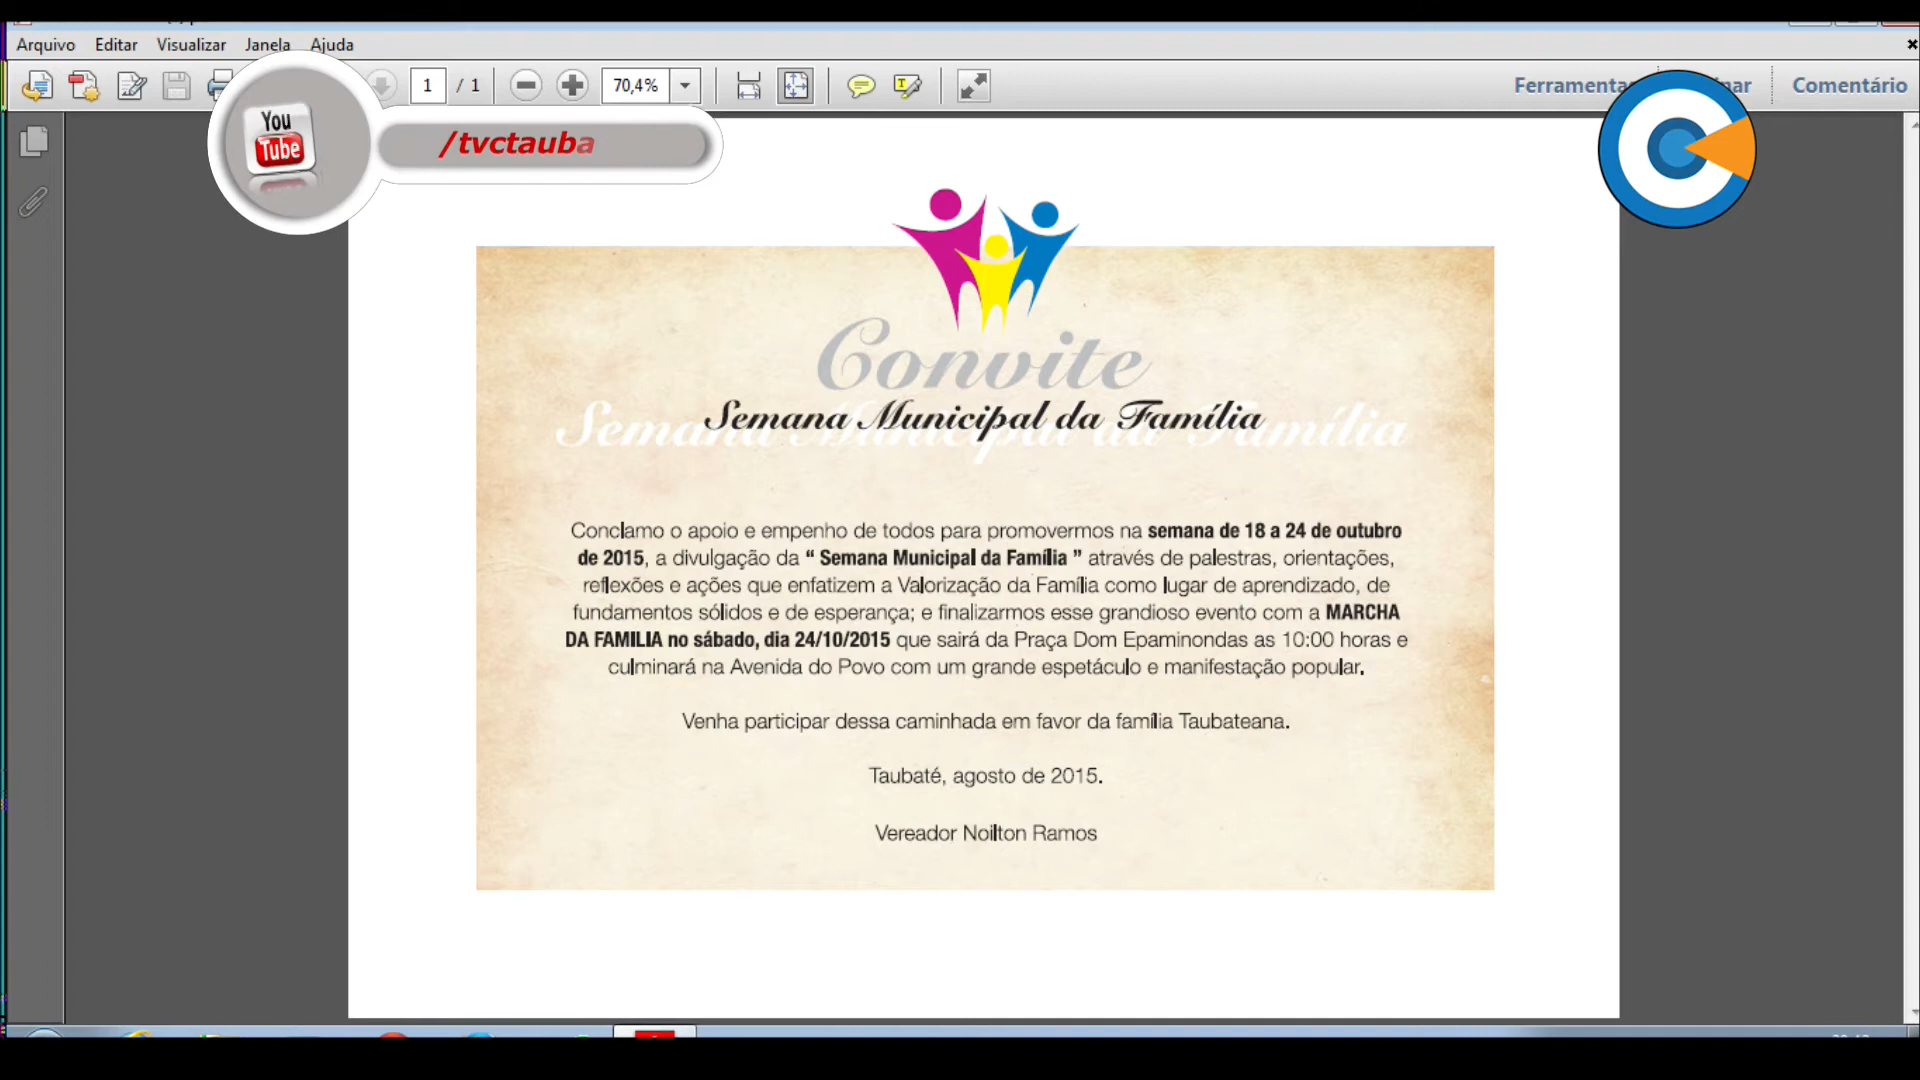 Arquivo Editar Visualizar Janela Ajuda
1 / 1 70,4% Comentário
You
Tube
/tvctauba
Convite
Semana Municipal da Família
Semana Municipal da Família
Conclamo o apoio e empenho de todos para promovermos na semana de 18 a 24 de outubro
de 2015, a divulgação da “ Semana Municipal da Família ” através de palestras, orientações,
reflexões e ações que enfatizem a Valorização da Família como lugar de aprendizado, de
fundamentos sólidos e de esperança; e finalizarmos esse grandioso evento com a MARCHA
DA FAMILIA no sábado, dia 24/10/2015 que sairá da Praça Dom Epaminondas as 10:00 horas e
culminará na Avenida do Povo com um grande espetáculo e manifestação popular.
Venha participar dessa caminhada em favor da família Taubateana.
Taubaté, agosto de 2015.
Vereador Noilton Ramos